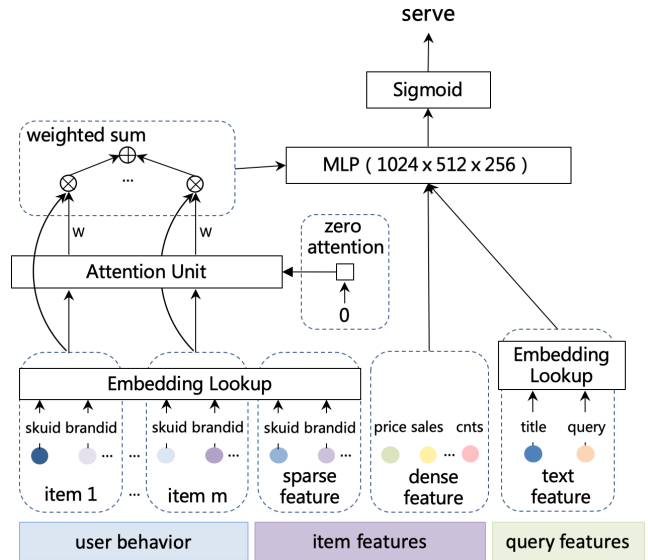 serve
Sigmoid
weighted sum
MLP ( 1024 x 512 x 256 )
...
w
w
zero
attention
Attention Unit
0
Embedding
Lookup
Embedding Lookup
skuid brandid
skuid brandid
skuid brandid
price sales
cnts
title
query
...
...
...
...
...
item 1
...
item m
sparse
feature
dense
feature
text
feature
user behavior
item features
query features